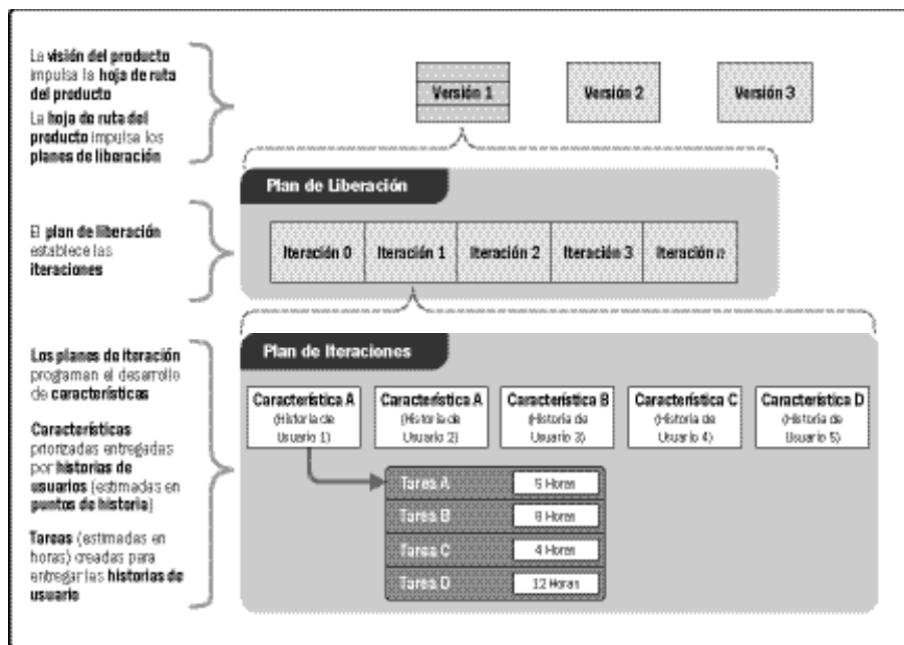 La visión del producto
impulsa la hoja de ruta
del producto
La hoja de ruta del
producto impulsa los
planes de liberación
Versión 1
Versión 2
Versión 3
Plan de Liberación
El plan de liberación
establece las
iteraciones
Iteración 0
Iteración 1
Iteración 2
Iteración 3
Iteración n
Plan de Iteraciones
Los planes de iteración
programan el desarrollo
de características
Características
priorizadas entregadas
por historias de
usuarios (estimadas en
puntos de historia)
Tareas (estimadas en
horas) creadas para
entregar las historias de
usuario
Característica A
(Historia de
Usuario 1)
Característica A
(Historia de
Usuario 2)
Característica B
(Historia de
Usuario 3)
Característica C
(Historia de
Usuario 4)
Característica D
(Historia de
Usuario 5)
Tarea A
5 Horas
Tarea B
8 Horas
Tarea C
4 Horas
Tarea D
12 Horas